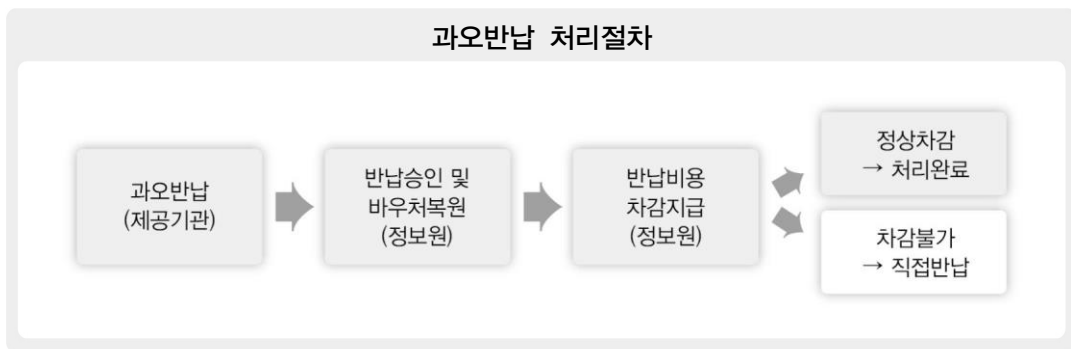 과오반납 처리절차
과오반납
(제공기관)
반납승인 및
바우처복원
(정보원)
반납비용
차감지급
(정보원)
정상차감
→ 처리완료
차감불가
→ 직접반납